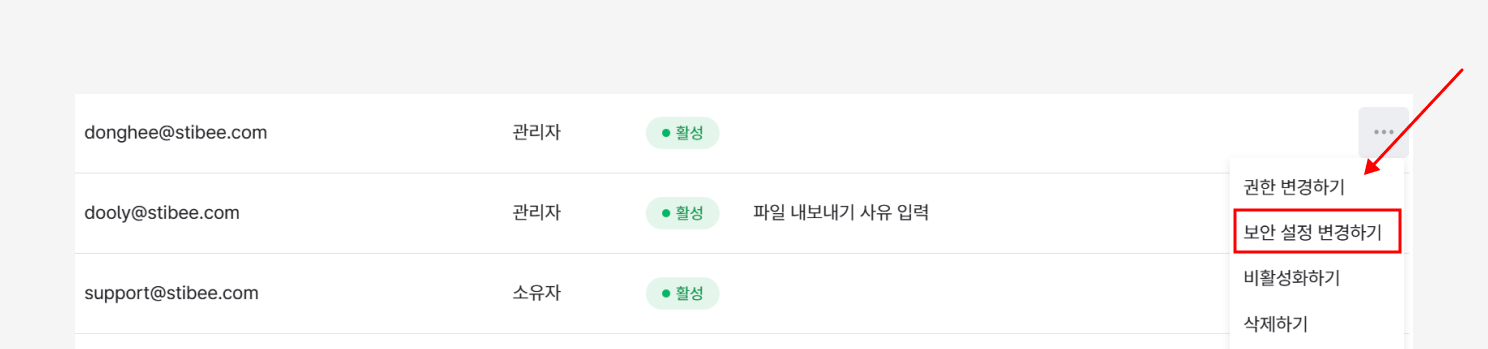 donghee@stibee.com 관리자 활성
권한 변경하기
dooly@stibee.com 관리자 활성 파일 내보내기 사유 입력
보안 설정 변경하기
비활성화하기
support@stibee.com 소유자 활성
삭제하기